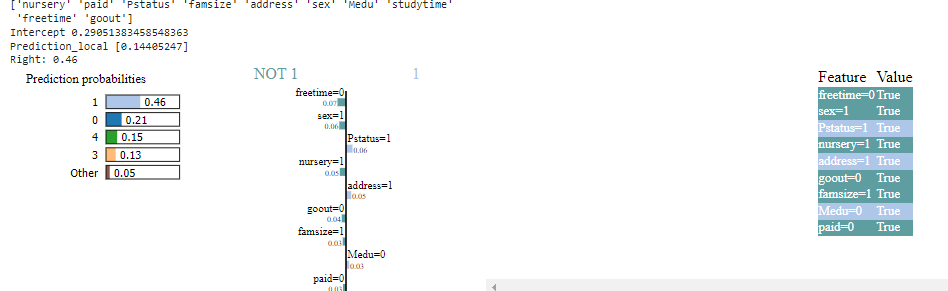 ['nursery' 'paid' 'Pstatus' 'famsize' 'address' 'sex' 'Medu' 'studytime'
'freetime' 'goout']
Intercept 0.29051383458548363
Prediction_local [0.14405247]
Right: 0.46
Prediction probabilities
1 0.46
0 0.21
4 0.15
3 0.13
Other 0.05
NOT 1 1
freetime=0
0.07
sex=1
0.06
Pstatus=1
0.06
nursery=1
0.05
address=1
0.05
goout=0
0.04
famsize=1
0.03
Medu=0
0.03
paid=0
0.03
Feature Value
freetime=0 True
sex=1 True
Pstatus=1 True
nursery=1 True
address=1 True
goout=0 True
famsize=1 True
Medu=0 True
paid=0 True